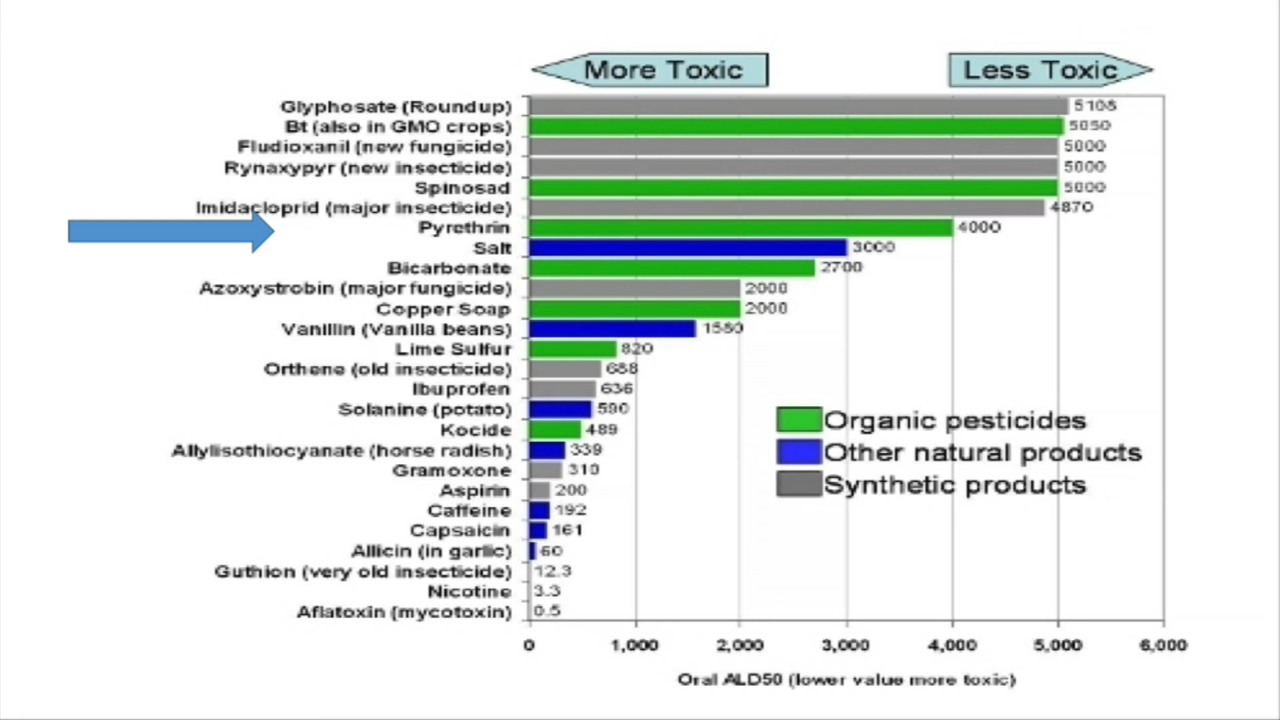 More Toxic Less Toxic
Glyphosate (Roundup) 5108
Bt (also in GMO crops) 5050
Fludioxanil (new fungicide) 5000
Rynaxypyr (new insecticide) 5000
Spinosad 5000
Imidacloprid (major insecticide) 4870
Pyrethrin 4000
Salt 3000
Bicarbonate 2700
Azoxystrobin (major fungicide) 2000
Copper Soap 2000
Vanillin (Vanilla beans) 1580
Lime Sulfur 820
Orthene (old insecticide) 688
Ibuprofen 636
Solanine (potato) 590
Kocide 489
Allylisothiocyanate (horse radish) 339
Gramoxone 310
Aspirin 200
Caffeine 192
Capsaicin 161
Allicin (in garlic) 60
Guthion (very old insecticide) 12.3
Nicotine 3.3
Aflatoxin (mycotoxin) 0.5
Organic pesticides
Other natural products
Synthetic products
0 1,000 2,000 3,000 4,000 5,000 6,000
Oral ALD50 (lower value more toxic)